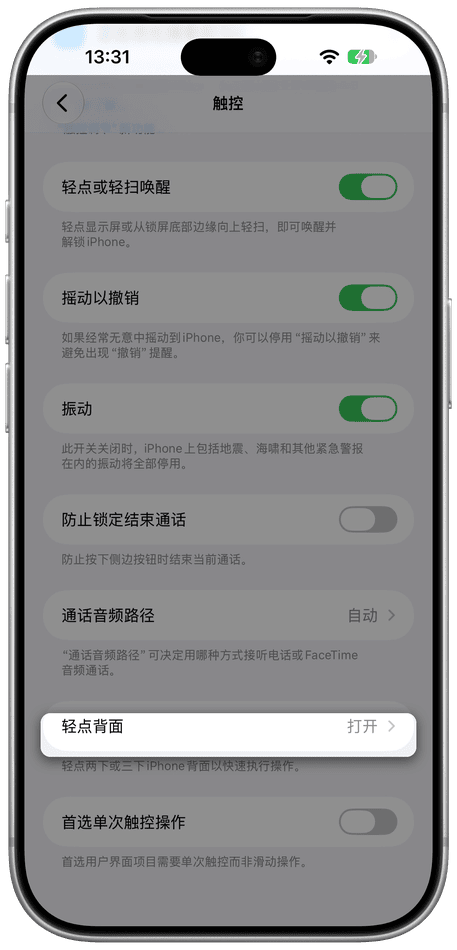 13:31
触控
轻点或轻扫唤醒
轻点显示屏或从锁屏底部边缘向上轻扫，即可唤醒并
解锁iPhone。
摇动以撤销
如果经常无意中摇动到iPhone，你可以停用“摇动以撤销”来
避免出现“撤销”提醒。
振动
此开关关闭时，iPhone上包括地震、海啸和其他紧急警报
在内的振动将全部停用。
防止锁定结束通话
防止按下侧边按钮时结束当前通话。
通话音频路径 自动
“通话音频路径”可决定用哪种方式接听电话或FaceTime
音频通话。
轻点背面 打开
轻点两下或三下iPhone背面以快速执行操作。
首选单次触控操作
首选用户界面项目需要单次触控而非滑动操作。